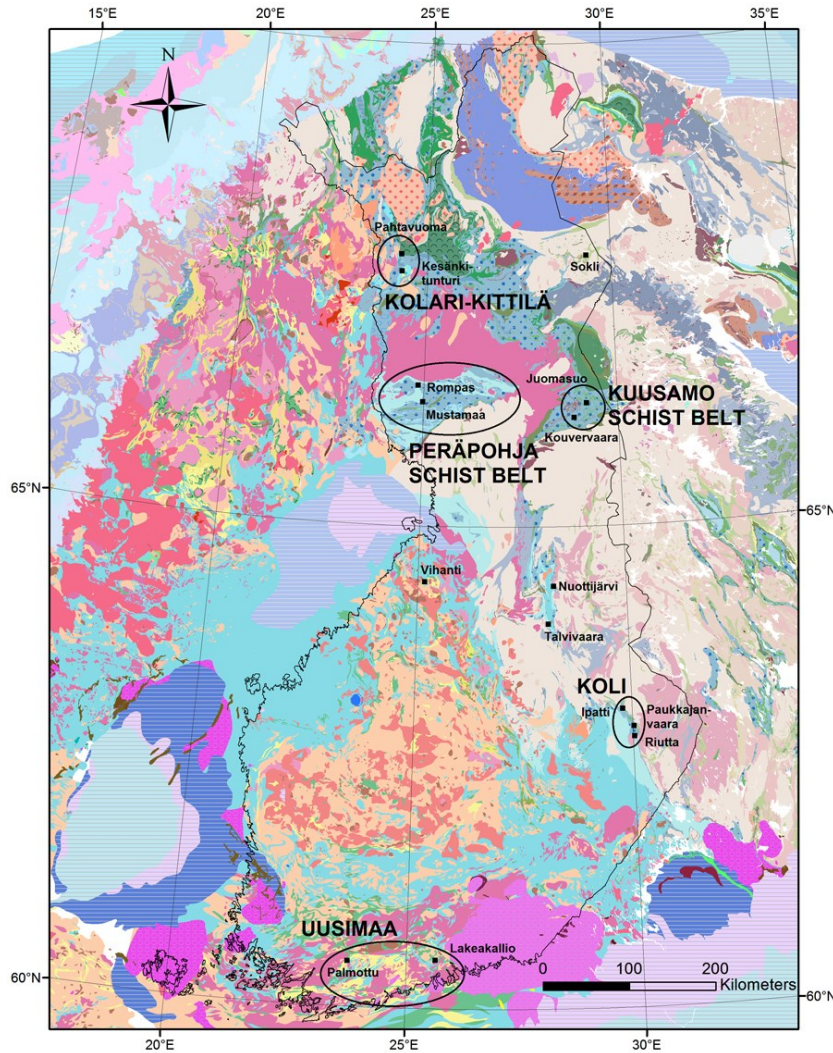 15°E
20°E
25°E
30°E
35°E
N
Pahtavuoma
Kesänki-
tunturi
Sokli
KOLARI-KITTILÄ
Rompas
Mustamaa
Juomasuo
KUUSAMO
SCHIST BELT
Kouvervaara
PERÄPOHJA
SCHIST BELT
65°N
65°N
Vihanti
Nuottijärvi
Talvivaara
KOLI
Ipatti
Paukkajan-
vaara
Riutta
UUSIMAA
Lakeakallio
Palmottu
60°N
0 100 200
Kilometers
60°N
20°E
25°E
30°E